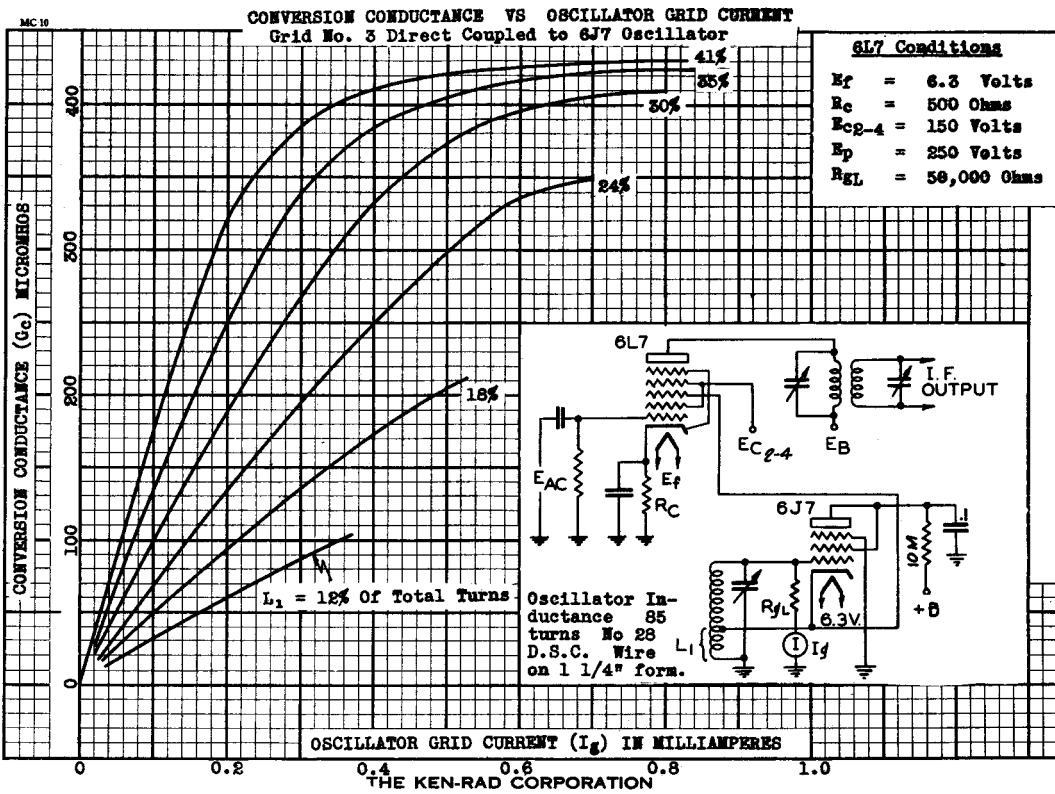 MC 10
CONVERSION CONDUCTANCE VS OSCILLATOR GRID CURRENT
Grid No. 3 Direct Coupled to 6J7 Oscillator
6L7 Conditions
Ef = 6.3 Volts
Rc = 500 Ohms
Ec2-4 = 150 Volts
Ep = 250 Volts
RgL = 50,000 Ohms
41%
35%
30%
24%
18%
L1 = 12% Of Total Turns
CONVERSION CONDUCTANCE (Gc) MICROMHOS
400
300
200
100
0
6L7
I.F.
OUTPUT
EC2-4
EB
EAC
Ef
RC
6J7
.1
10M
+B
RgL
6.3V.
L1
I
Ig
Oscillator In-
ductance 85
turns No 28
D.S.C. Wire
on 1 1/4" form.
OSCILLATOR GRID CURRENT (Ig) IN MILLIAMPERES
0 0.2 0.4 0.6 0.8 1.0
THE KEN-RAD CORPORATION